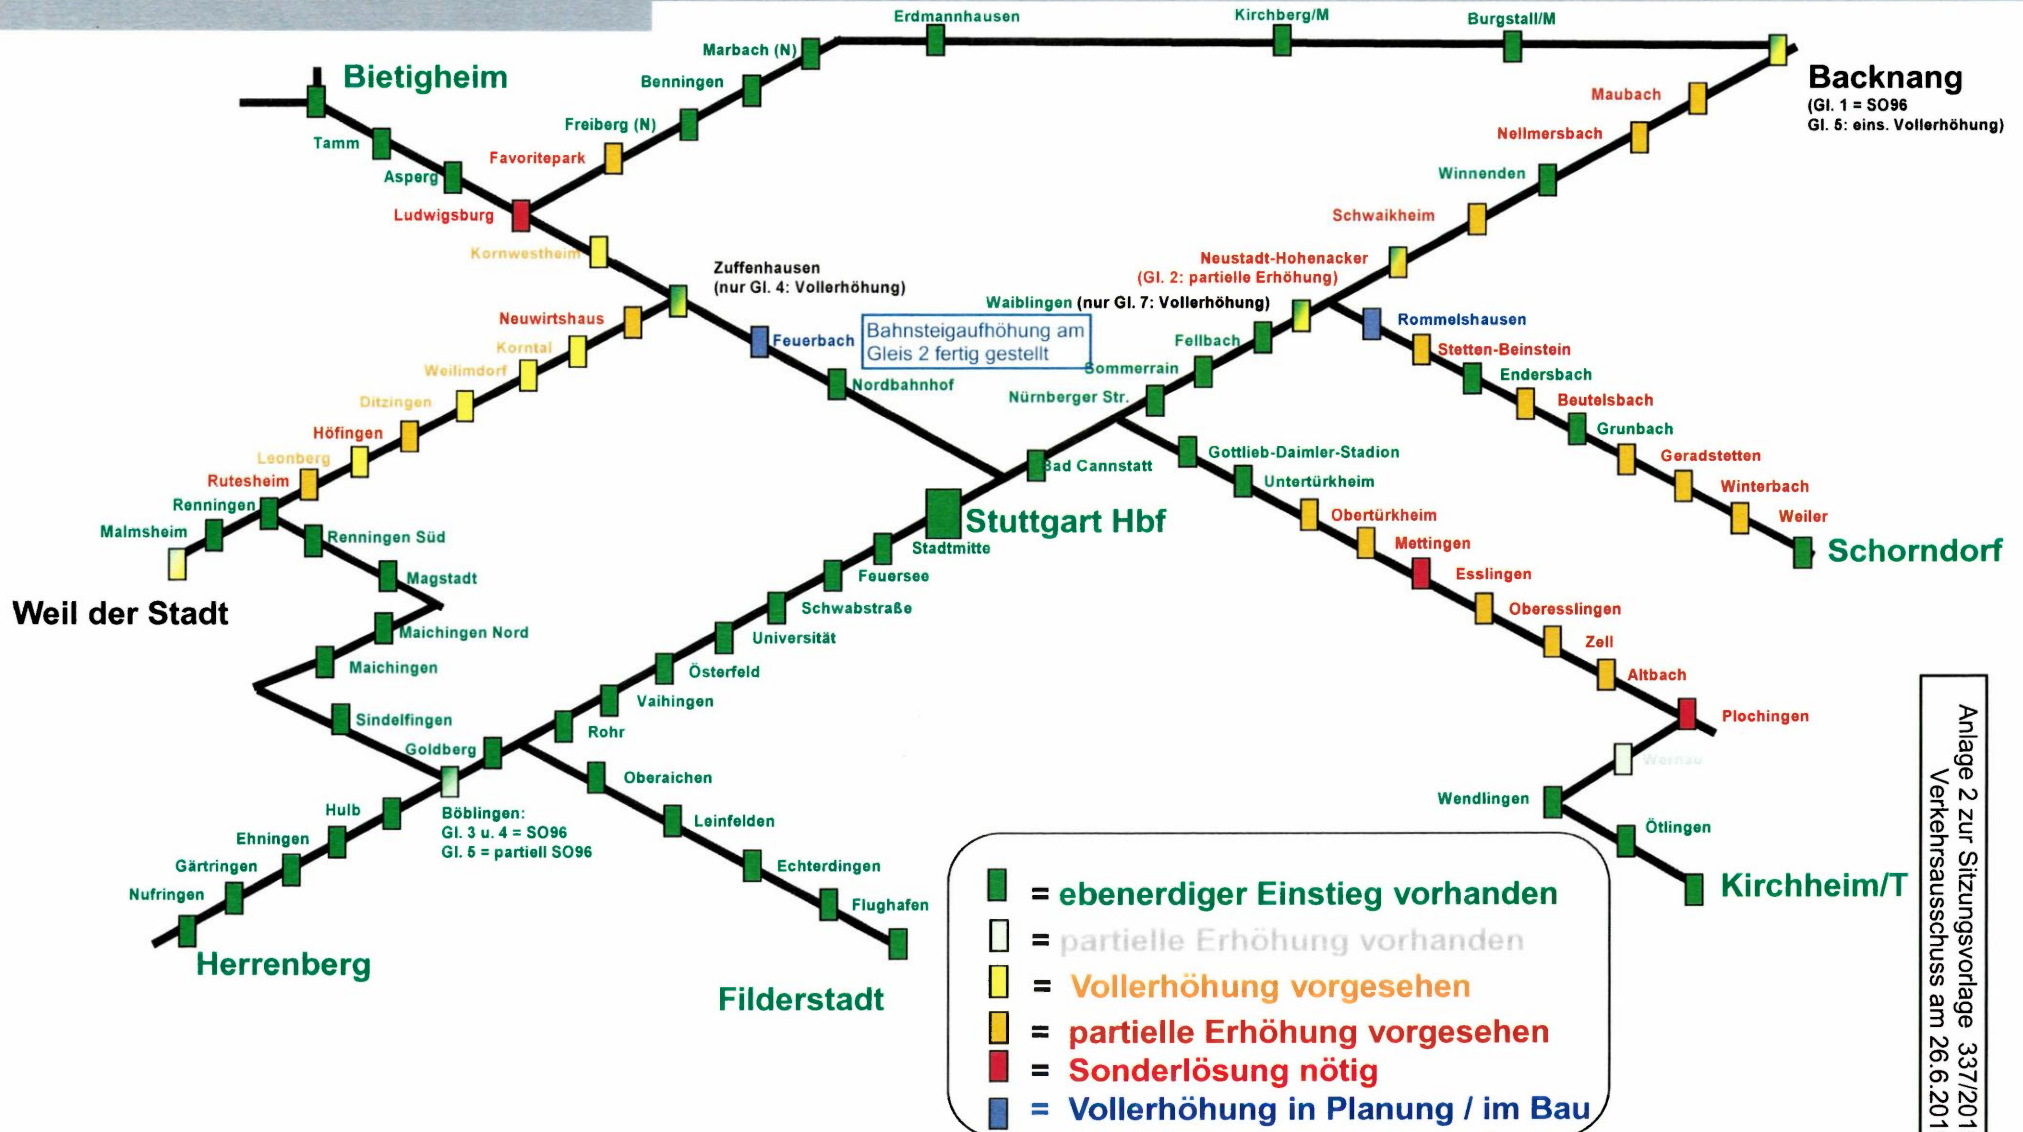 Erdmannhausen
Kirchberg/M
Burgstall/M
Marbach (N)
Bietigheim
Benningen
Backnang
(Gl. 1 = SO96
Gl. 5: eins. Vollerhöhung)
Maubach
Freiberg (N)
Nellmersbach
Tamm
Favoritepark
Asperg
Winnenden
Ludwigsburg
Schwaikheim
Kornwestheim
Neustadt-Hohenacker
(Gl. 2: partielle Erhöhung)
Zuffenhausen
(nur Gl. 4: Vollerhöhung)
Waiblingen (nur Gl. 7: Vollerhöhung)
Neuwirtshaus
Rommelshausen
Feuerbach
Bahnsteigaufhöhung am
Gleis 2 fertig gestellt
Fellbach
Korntal
Stetten-Beinstein
Weilimdorf
Sommerrain
Endersbach
Nordbahnhof
Nürnberger Str.
Ditzingen
Beutelsbach
Höfingen
Grunbach
Leonberg
Gottlieb-Daimler-Stadion
Geradstetten
Bad Cannstatt
Rutesheim
Untertürkheim
Winterbach
Renningen
Stuttgart Hbf
Obertürkheim
Weiler
Malmsheim
Renningen Süd
Stadtmitte
Mettingen
Schorndorf
Magstadt
Feuersee
Esslingen
Weil der Stadt
Schwabstraße
Oberesslingen
Maichingen Nord
Universität
Zell
Maichingen
Österfeld
Altbach
Vaihingen
Sindelfingen
Rohr
Plochingen
Goldberg
Wernau
Oberaichen
Wendlingen
Hulb
Böblingen:
Gl. 3 u. 4 = SO96
Gl. 5 = partiell SO96
Leinfelden
Ötlingen
Ehningen
Gärtringen
Echterdingen
Kirchheim/T
Nufringen
Flughafen
Herrenberg
Filderstadt
= ebenerdiger Einstieg vorhanden
= partielle Erhöhung vorhanden
= Vollerhöhung vorgesehen
= partielle Erhöhung vorgesehen
= Sonderlösung nötig
= Vollerhöhung in Planung / im Bau
Anlage 2 zur Sitzungsvorlage 337/201
Verkehrsausschuss am 26.6.201